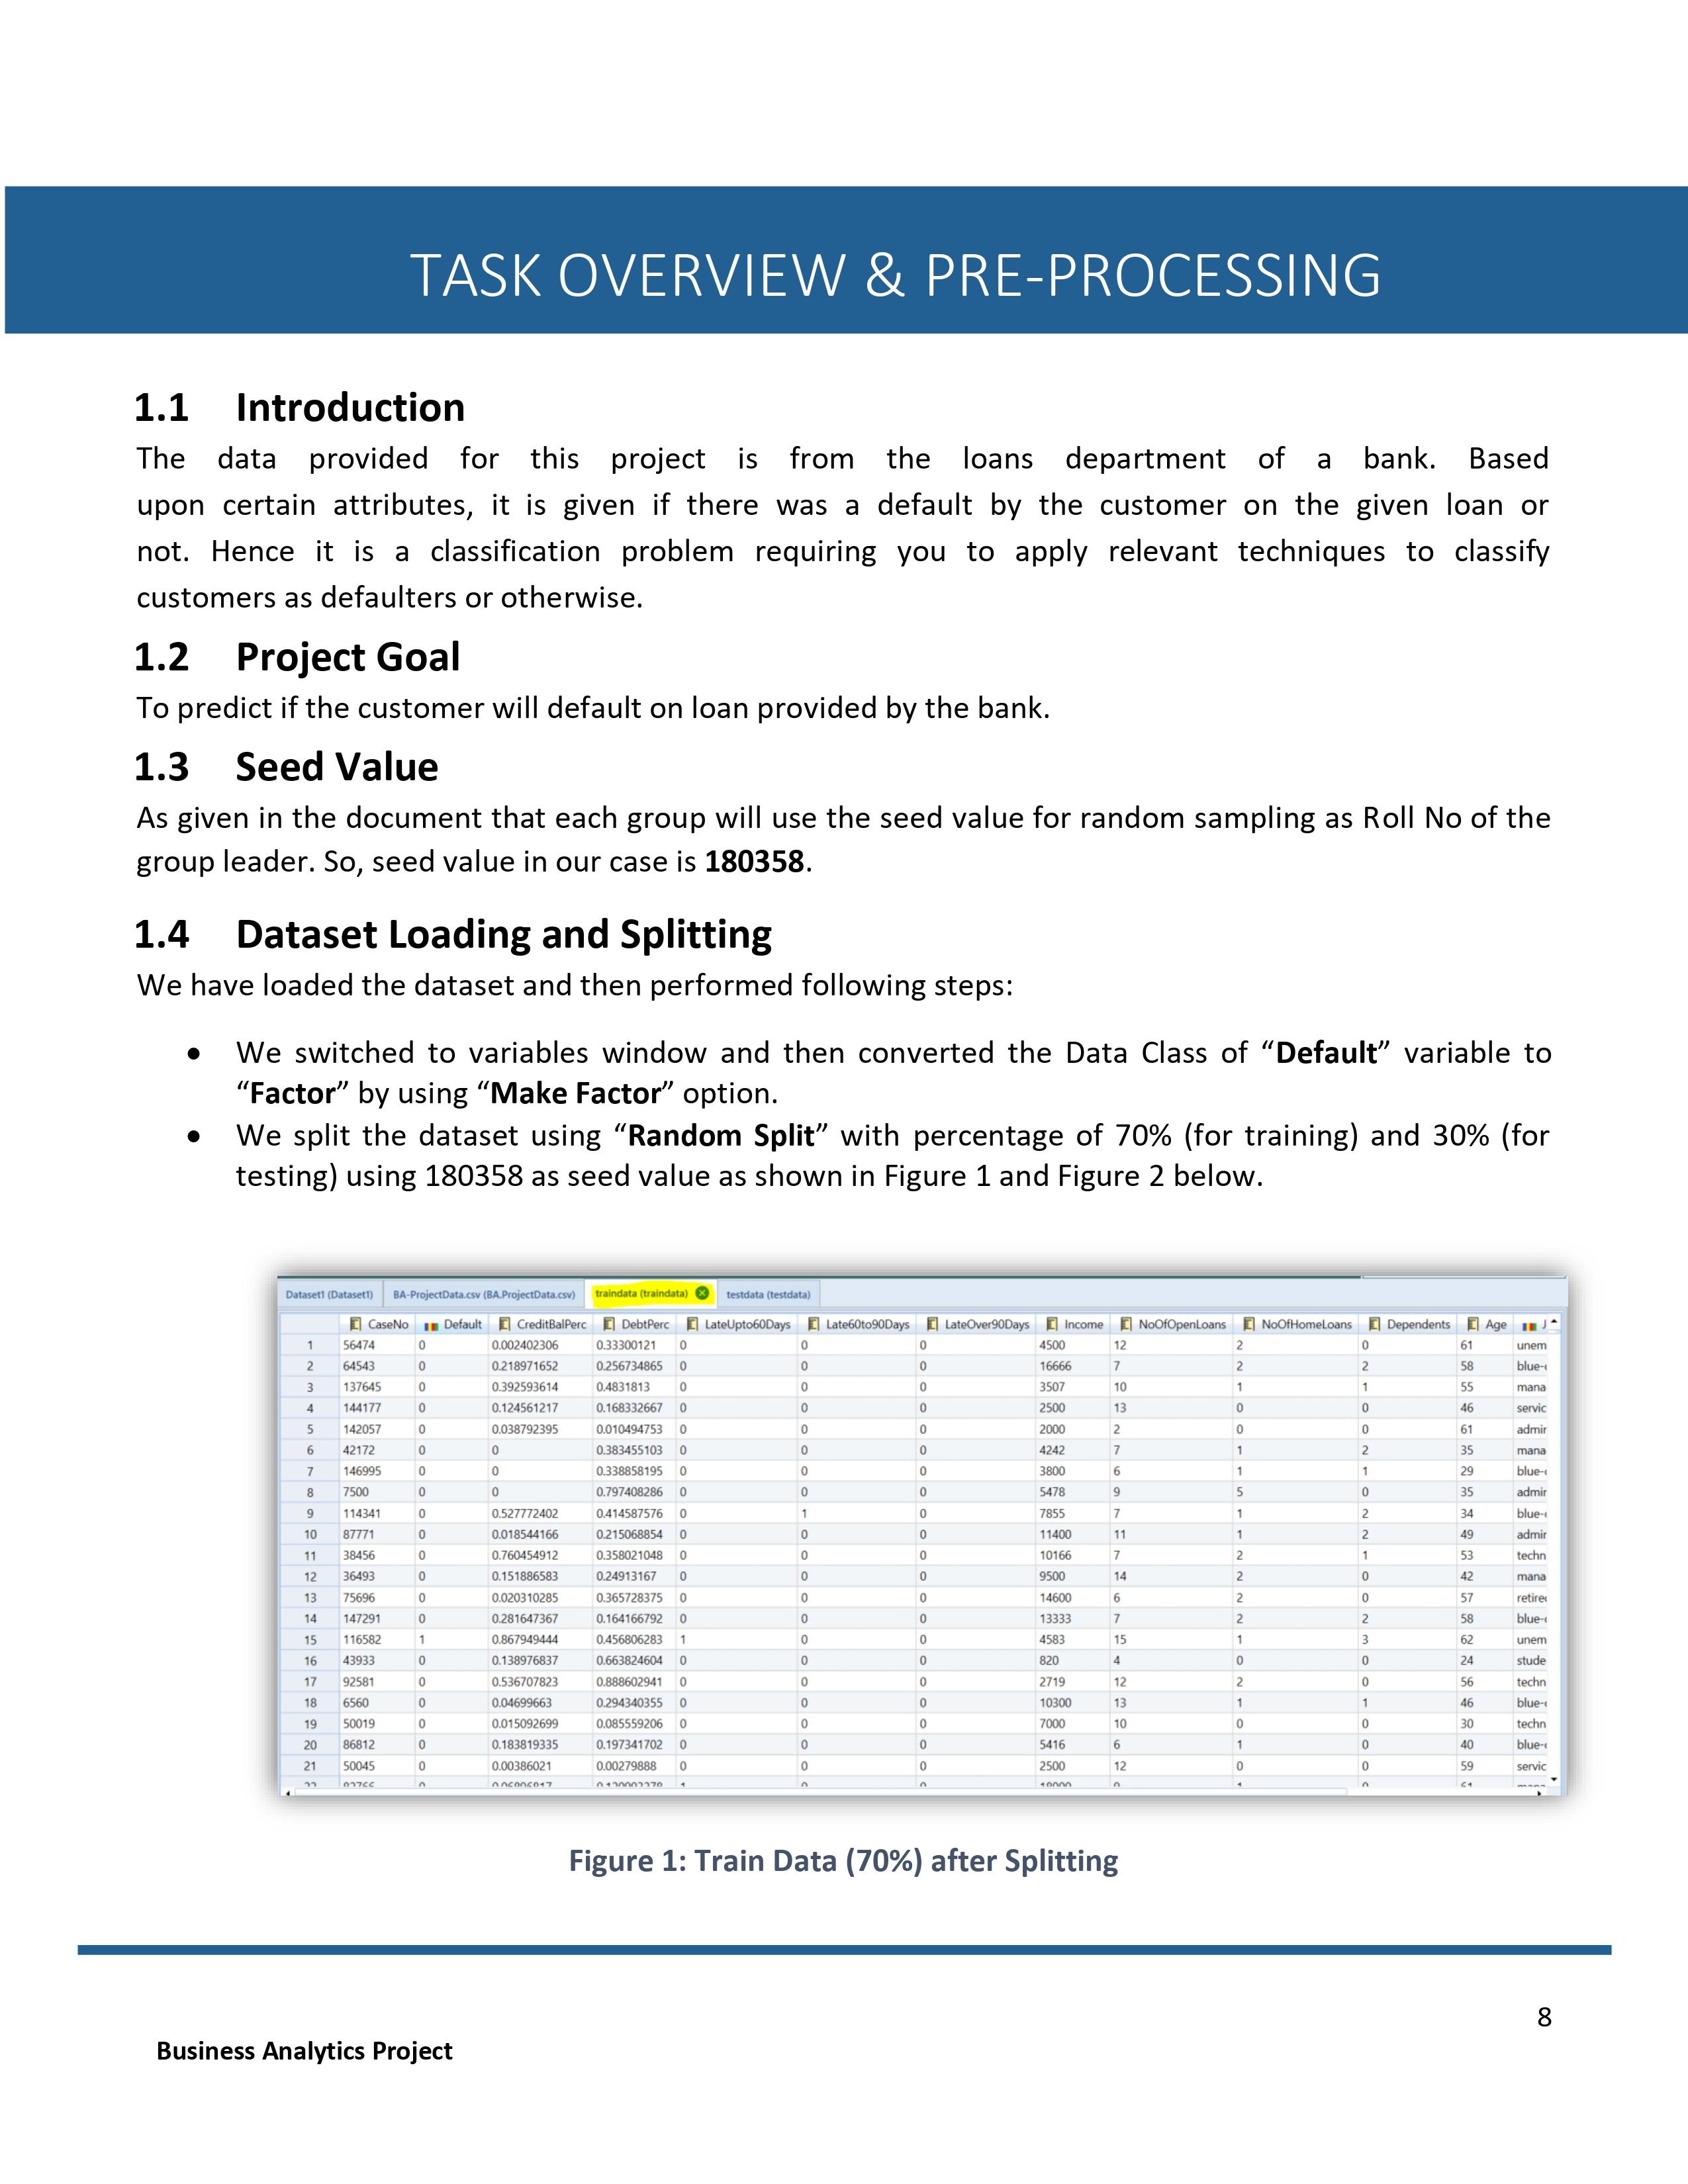 TASK OVERVIEW & PRE-PROCESSING
1.1 Introduction
The data provided for this project is from the loans department of a bank. Based
upon certain attributes, it is given if there was a default by the customer on the given loan or
not. Hence it is a classification problem requiring you to apply relevant techniques to classify
customers as defaulters or otherwise.
1.2 Project Goal
To predict if the customer will default on loan provided by the bank.
1.3 Seed Value
As given in the document that each group will use the seed value for random sampling as Roll No of the
group leader. So, seed value in our case is 180358.
1.4 Dataset Loading and Splitting
We have loaded the dataset and then performed following steps:
• We switched to variables window and then converted the Data Class of “Default” variable to
“Factor” by using “Make Factor” option.
• We split the dataset using “Random Split” with percentage of 70% (for training) and 30% (for
testing) using 180358 as seed value as shown in Figure 1 and Figure 2 below.
Dataset1 (Dataset1) BA-ProjectData.csv (BA.ProjectData.csv) traindata (traindata) testdata (testdata)
CaseNo Default CreditBalPerc DebtPerc LateUpto60Days Late60to90Days LateOver90Days Income NoOfOpenLoans NoOfHomeLoans Dependents Age J
1 56474 0 0.002402306 0.33300121 0 0 0 4500 12 2 0 61 unem
2 64543 0 0.218971652 0.256734865 0 0 0 16666 7 2 2 58 blue-
3 137645 0 0.392593614 0.4831813 0 0 0 3507 10 1 1 55 mana
4 144177 0 0.124561217 0.168332667 0 0 0 2500 13 0 0 46 servic
5 142057 0 0.038792395 0.010494753 0 0 0 2000 2 0 0 61 admir
6 42172 0 0 0.383455103 0 0 0 4242 7 1 2 35 mana
7 146995 0 0 0.338858195 0 0 0 3800 6 1 1 29 blue-
8 7500 0 0 0.797408286 0 0 0 5478 9 5 0 35 admir
9 114341 0 0.527772402 0.414587576 0 1 0 7855 7 1 2 34 blue-
10 87771 0 0.018544166 0.215068854 0 0 0 11400 11 1 2 49 admir
11 38456 0 0.760454912 0.358021048 0 0 0 10166 7 2 1 53 techn
12 36493 0 0.151886583 0.24913167 0 0 0 9500 14 2 0 42 mana
13 75696 0 0.020310285 0.365728375 0 0 0 14600 6 2 0 57 retire
14 147291 0 0.281647367 0.164166792 0 0 0 13333 7 2 2 58 blue-
15 116582 1 0.867949444 0.456806283 1 0 0 4583 15 1 3 62 unem
16 43933 0 0.138976837 0.663824604 0 0 0 820 4 0 0 24 stude
17 92581 0 0.536707823 0.888602941 0 0 0 2719 12 2 0 56 techn
18 6560 0 0.04699663 0.294340355 0 0 0 10300 13 1 1 46 blue-
19 50019 0 0.015092699 0.085559206 0 0 0 7000 10 0 0 30 techn
20 86812 0 0.183819335 0.197341702 0 0 0 5416 6 1 0 40 blue-
21 50045 0 0.00386021 0.00279888 0 0 0 2500 12 0 0 59 servic
Figure 1: Train Data (70%) after Splitting
8
Business Analytics Project